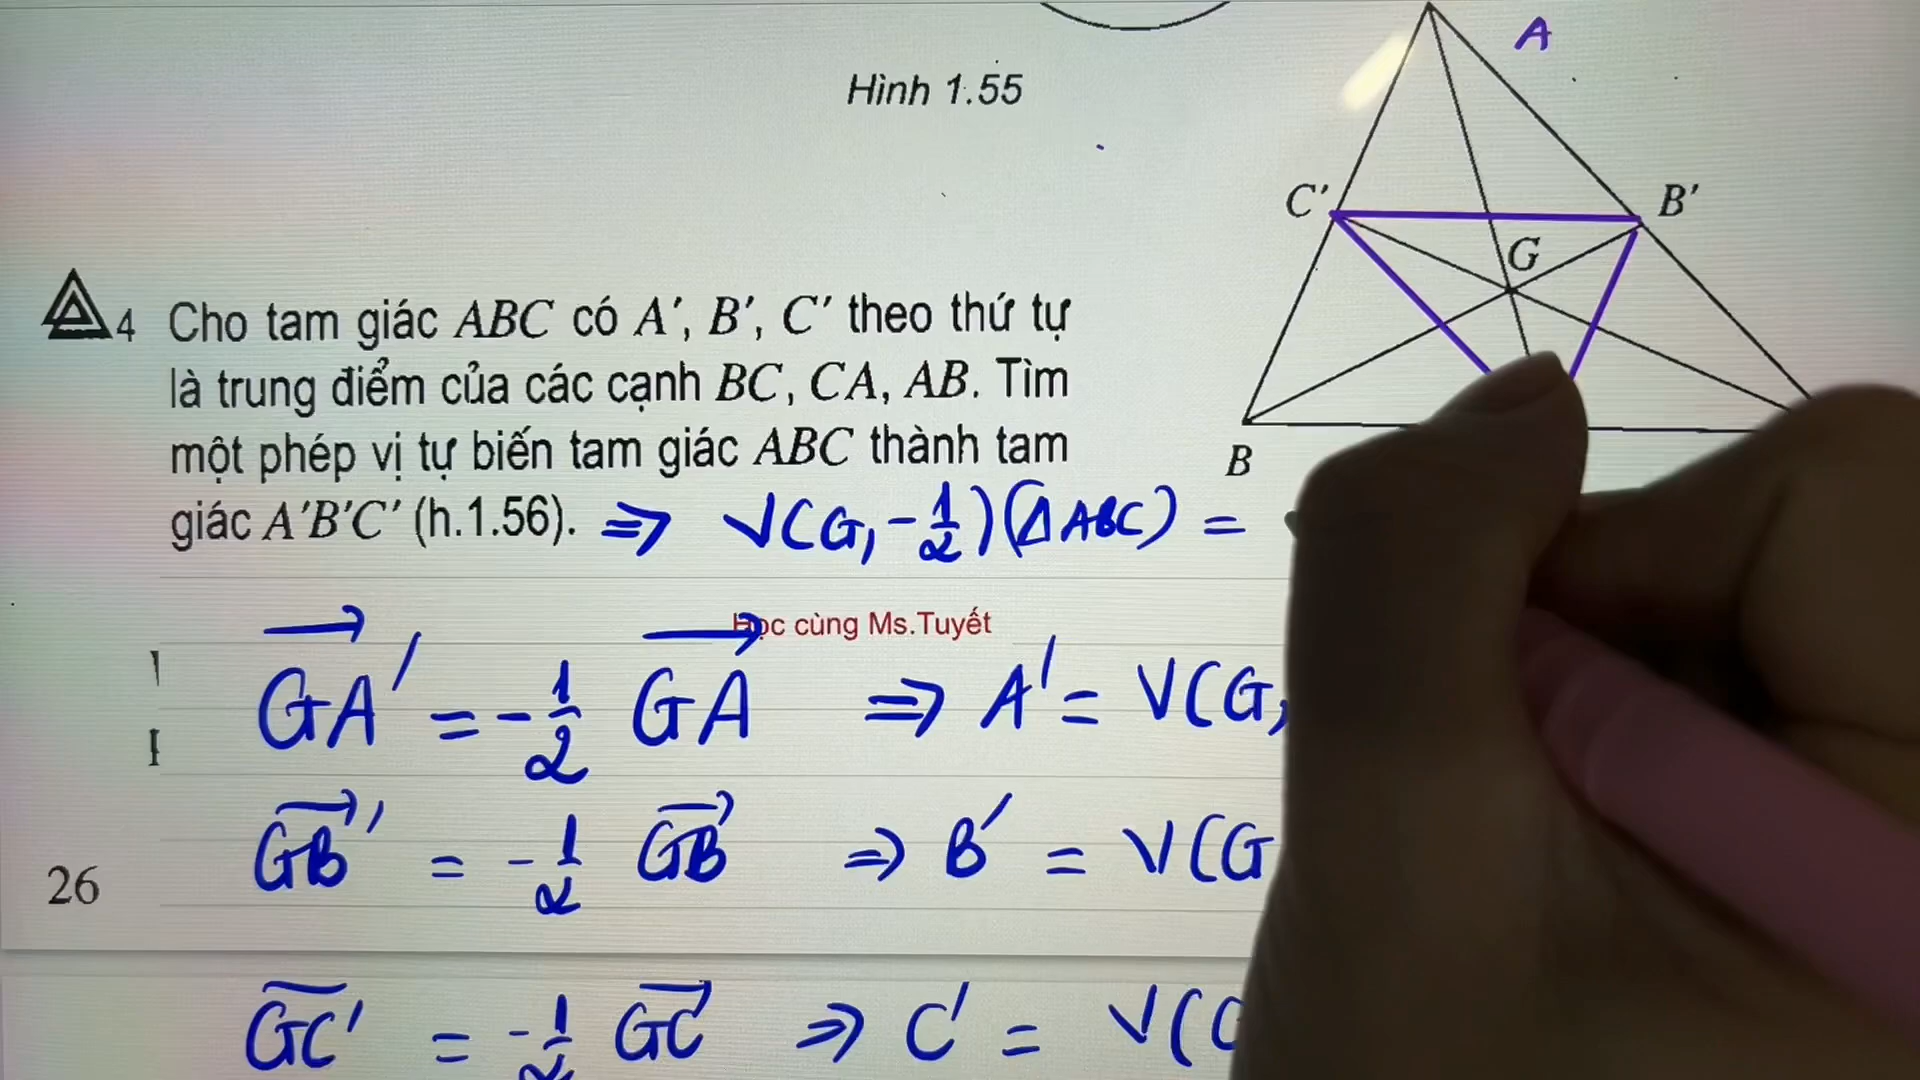 A
Hình 1.55
C' B'
G
B
4 Cho tam giác ABC có A', B', C' theo thứ tự
là trung điểm của các cạnh BC, CA, AB. Tìm
một phép vị tự biến tam giác ABC thành tam
giác A'B'C' (h.1.56). ⇒ V(G, -1/2)(ΔABC) =
Học cùng Ms.Tuyết
GA' = -1/2 GA ⇒ A' = V(G,
GB' = -1/2 GB ⇒ B' = V(G
26
GC' = -1/2 GC ⇒ C' = V(